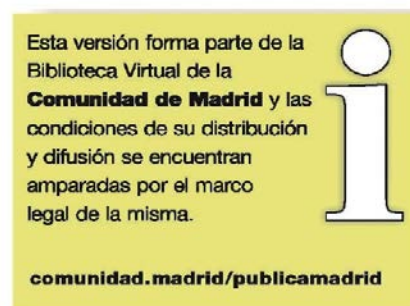 Esta versión forma parte de la
Biblioteca Virtual de la
Comunidad de Madrid y las
condiciones de su distribución
y difusión se encuentran
amparadas por el marco
legal de la misma.
comunidad.madrid/publicamadrid